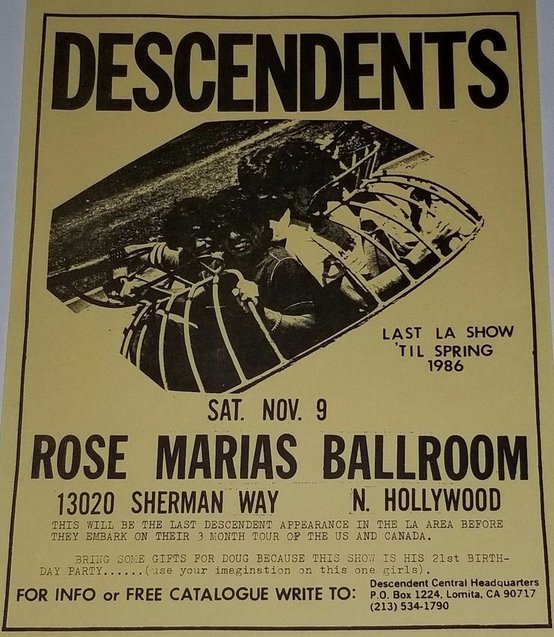 DESCENDENTS
LAST LA SHOW
'TIL SPRING
1986
SAT. NOV. 9
ROSE MARIAS BALLROOM
13020 SHERMAN WAY N. HOLLYWOOD
THIS WILL BE THE LAST DESCENDENT APPEARANCE IN THE LA AREA BEFORE
THEY EMBARK ON THEIR 3 MONTH TOUR OF THE US AND CANADA.
BRING SOME GIFTS FOR DOUG BECAUSE THIS SHOW IS HIS 21st BIRTH-
DAY PARTY......(use your imagination on this one girls).
FOR INFO or FREE CATALOGUE WRITE TO:
Descendent Central Headquarters
P.O. Box 1224, Lomita, CA 90717
(213) 534-1790